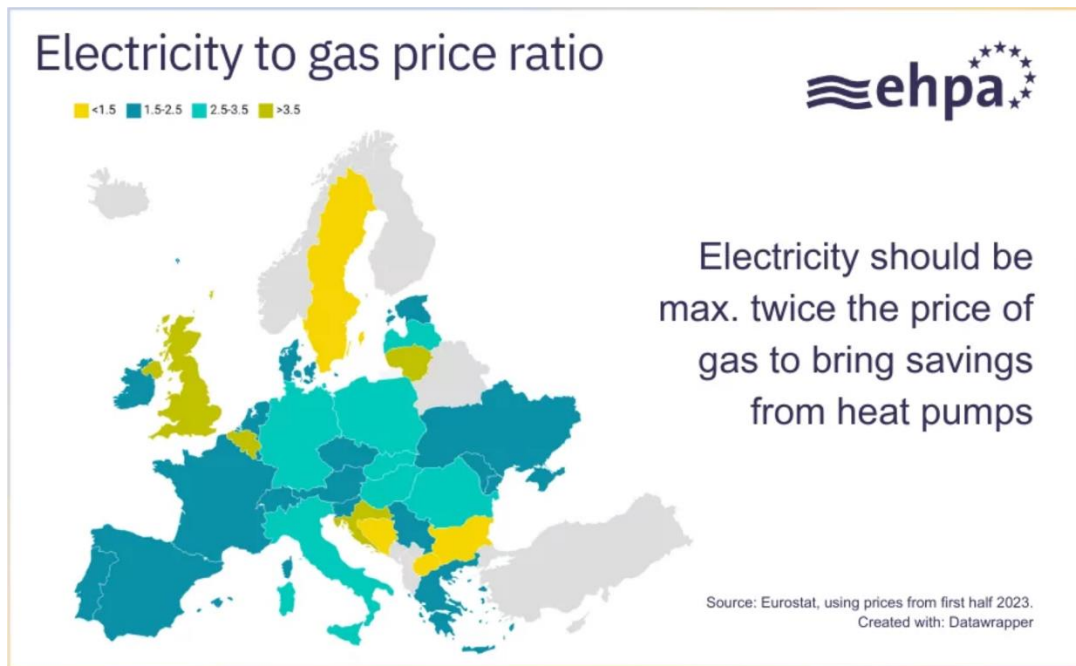 Electricity to gas price ratio
ehpa
<1.5 1.5-2.5 2.5-3.5 >3.5
Electricity should be
max. twice the price of
gas to bring savings
from heat pumps
Source: Eurostat, using prices from first half 2023.
Created with: Datawrapper